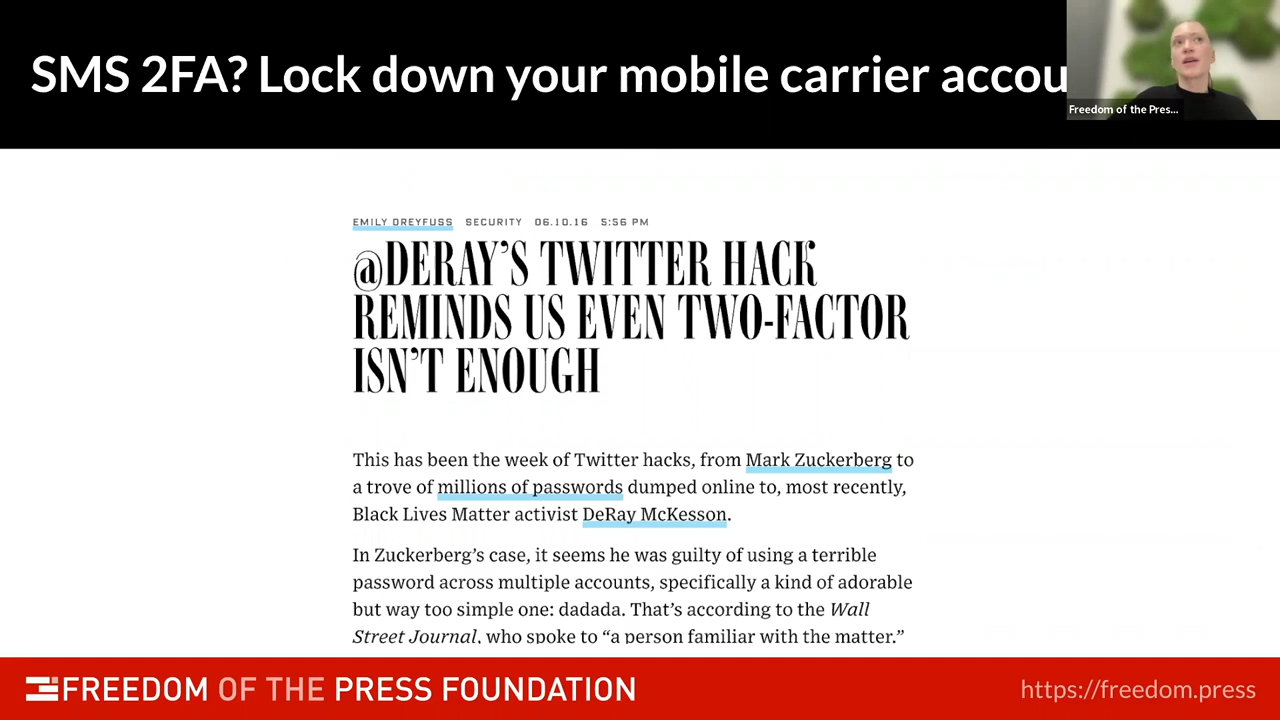 SMS 2FA? Lock down your mobile carrier accou
Freedom of the Pres...
EMILY DREYFUSS SECURITY 06.10.16 5:56 PM
@DERAY’S TWITTER HACK
REMINDS US EVEN TWO-FACTOR
ISN’T ENOUGH
This has been the week of Twitter hacks, from Mark Zuckerberg to
a trove of millions of passwords dumped online to, most recently,
Black Lives Matter activist DeRay McKesson.
In Zuckerberg’s case, it seems he was guilty of using a terrible
password across multiple accounts, specifically a kind of adorable
but way too simple one: dadada. That’s according to the Wall
Street Journal, who spoke to “a person familiar with the matter.”
FREEDOM OF THE PRESS FOUNDATION
https://freedom.press